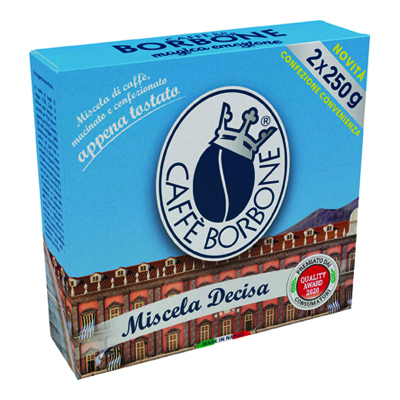 CAFFÈ
BORBONE
magica emozione
NOVITÀ
2x250g
CONFEZIONE CONVENIENZA
Miscela di caffè,
macinato e confezionato
appena tostato
®
CAFFÈ BORBONE
PREMIATO DAI
QUALITY
AWARD
2020
CONSUMATORI
Miscela Decisa
MADE IN NAPLES